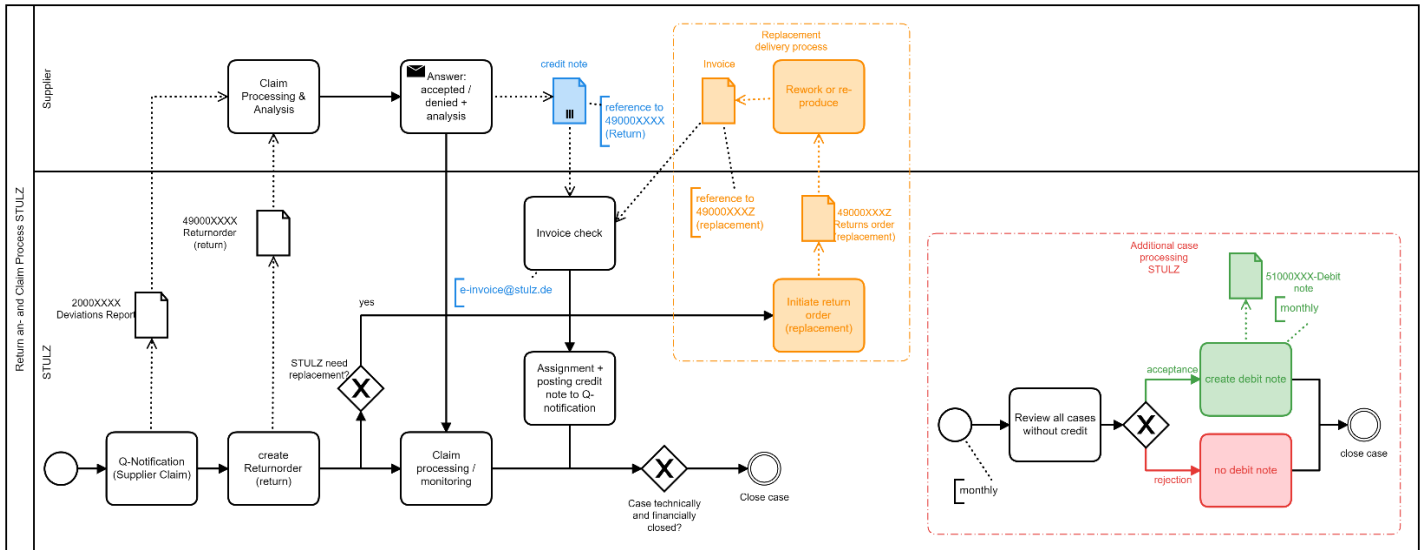 Return an- and Claim Process STULZ
Supplier
STULZ
Claim
Processing &
Analysis
Answer:
accepted /
denied +
analysis
credit note
reference to
49000XXXX
(Return)
Replacement
delivery process
Invoice
Rework or re-
produce
reference to
49000XXXZ
(replacement)
49000XXXZ
Returns order
(replacement)
Initiate return
order
(replacement)
49000XXXX
Returnorder
(return)
2000XXXX
Deviations Report
Invoice check
e-invoice@stulz.de
yes
STULZ need
replacement?
Assignment +
posting credit
note to Q-
notification
Q-Notification
(Supplier Claim)
create
Returnorder
(return)
Claim
processing /
monitoring
Case technically
and financially
closed?
Close case
Additional case
processing
STULZ
51000XXX-Debit
note
monthly
Review all cases
without credit
monthly
acceptance
create debit note
rejection
no debit note
close case